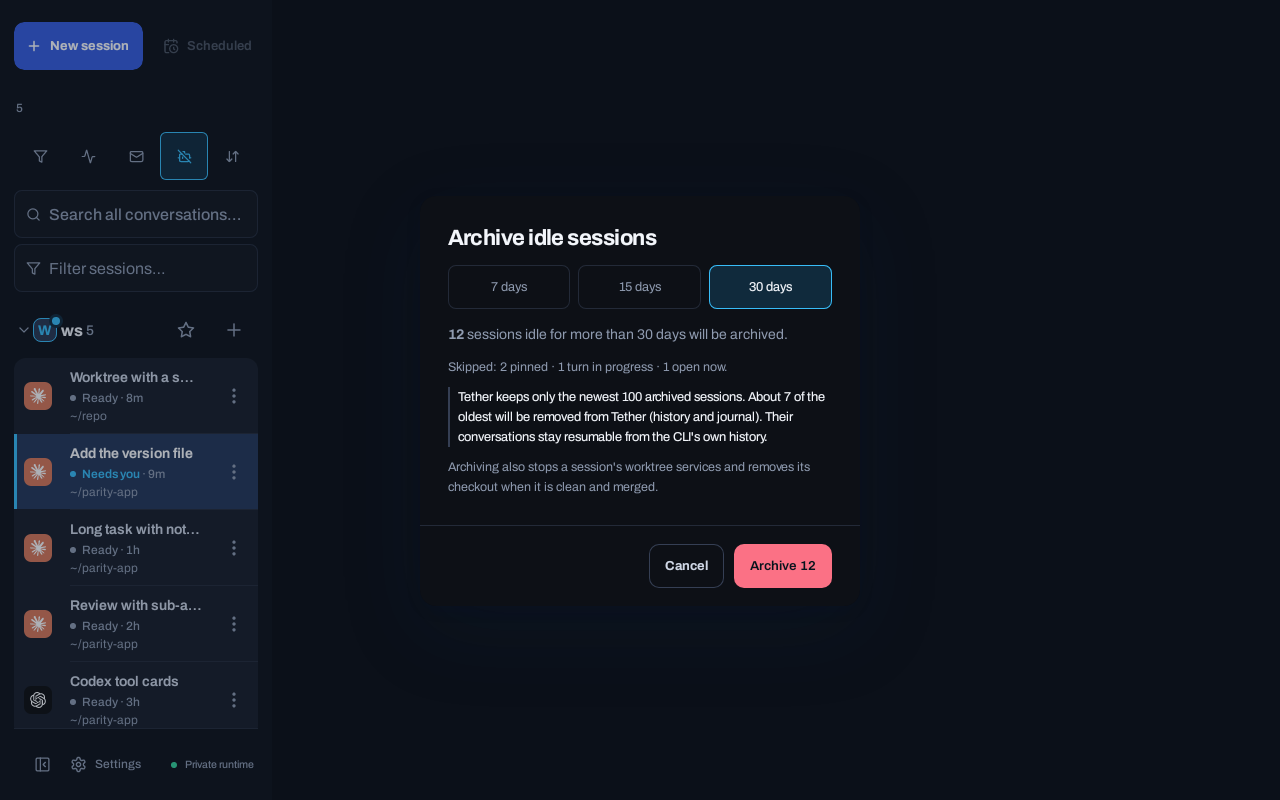 New session
Scheduled
5
Search all conversations...
Filter sessions...
W ws 5
Worktree with a s...
Ready · 8m
~/repo
Add the version file
Needs you · 9m
~/parity-app
Long task with not...
Ready · 1h
~/parity-app
Review with sub-a...
Ready · 2h
~/parity-app
Codex tool cards
Ready · 3h
~/parity-app
Settings
Private runtime
Archive idle sessions
7 days
15 days
30 days
12 sessions idle for more than 30 days will be archived.
Skipped: 2 pinned · 1 turn in progress · 1 open now.
Tether keeps only the newest 100 archived sessions. About 7 of the
oldest will be removed from Tether (history and journal). Their
conversations stay resumable from the CLI's own history.
Archiving also stops a session's worktree services and removes its
checkout when it is clean and merged.
Cancel
Archive 12